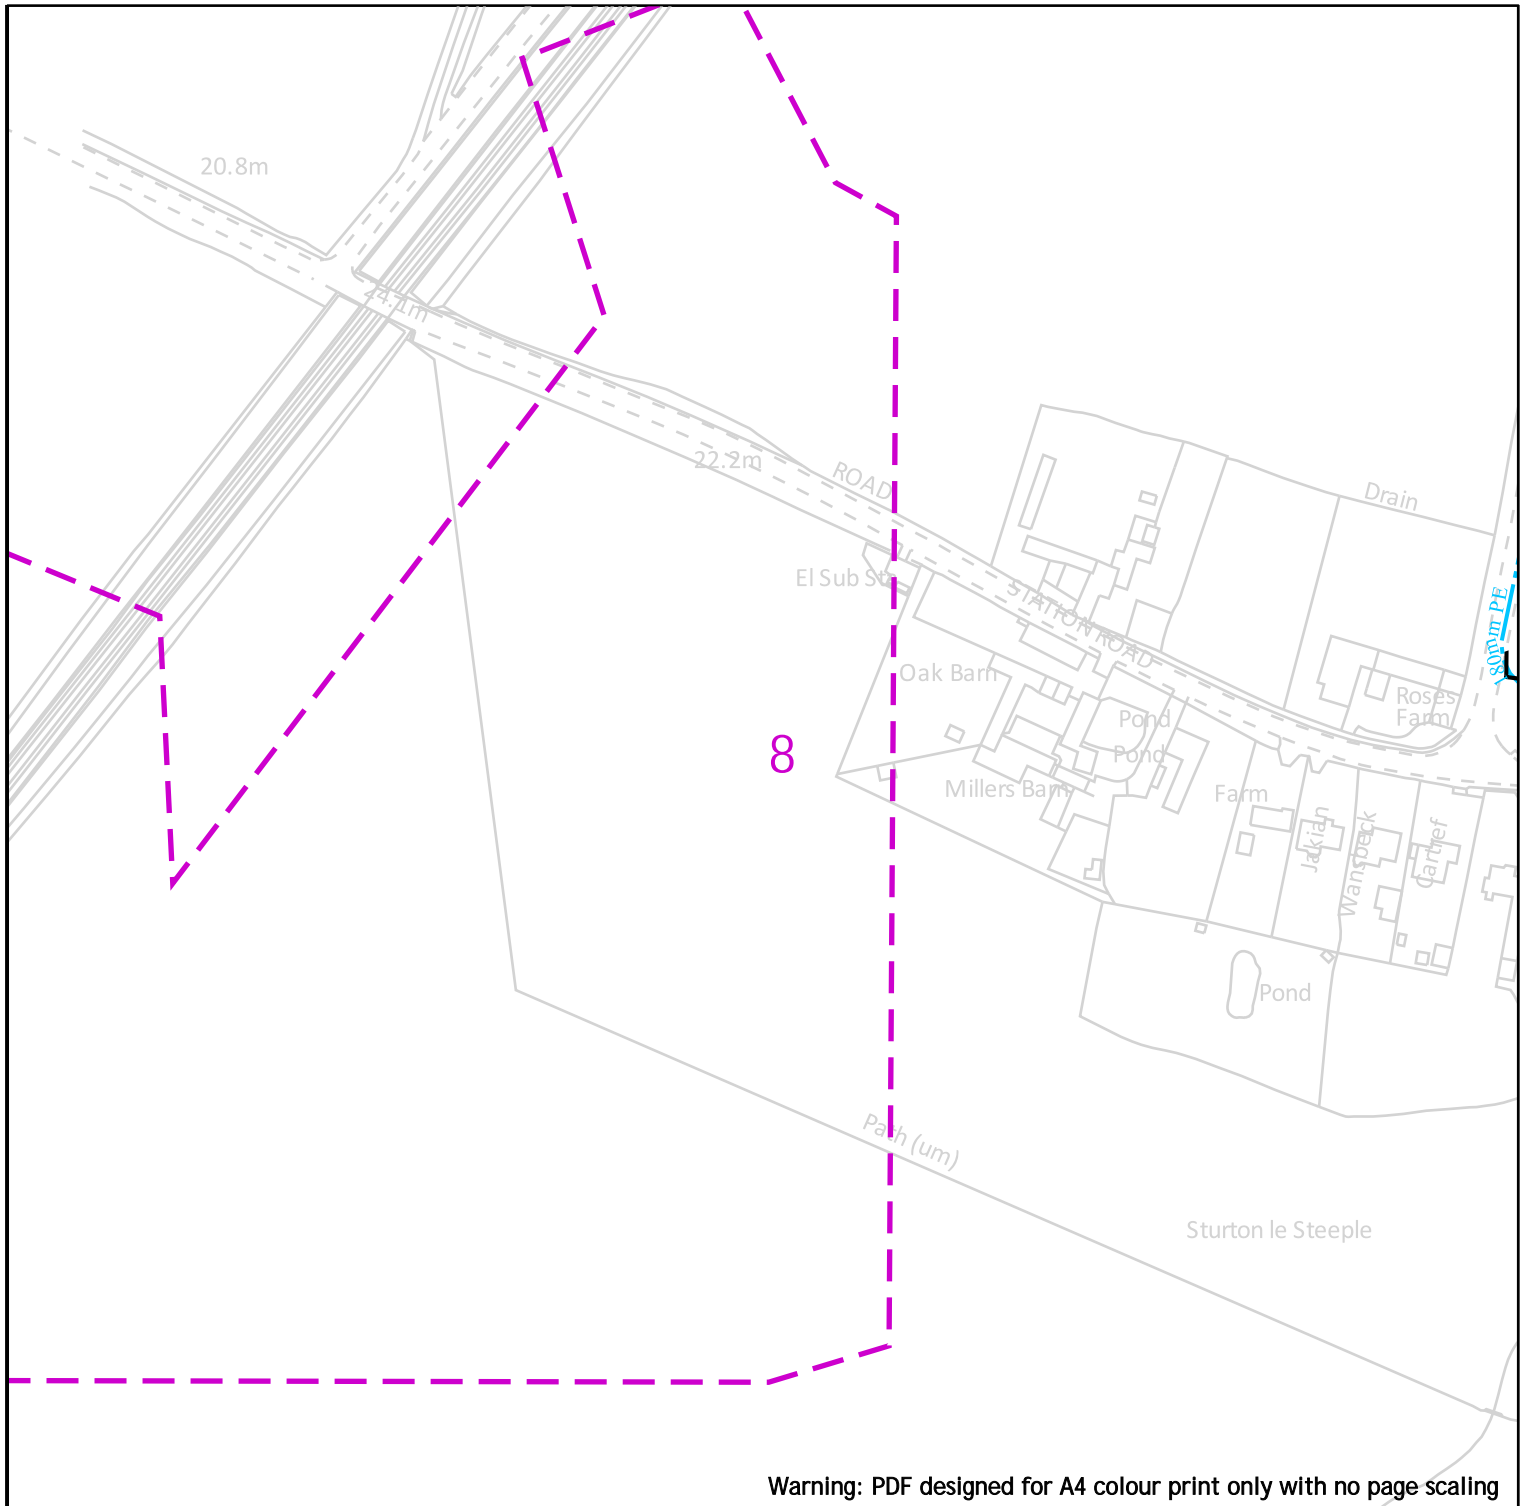 20.8m
24.1m
22.2m
ROAD
Drain
El Sub Sta
STATION ROAD
180mm PE
Oak Barn
Roses
Farm
Pond
Pond
8
Millers Barn
Farm
Jakian
Wansbeck
Cartref
Pond
Path (um)
Sturton le Steeple
Warning: PDF designed for A4 colour print only with no page scaling